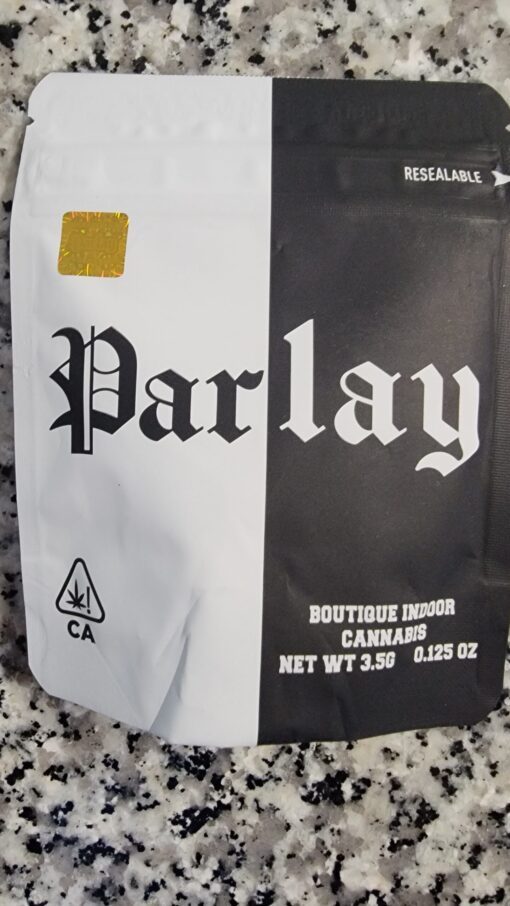 RESEALABLE
Parlay
CA
BOUTIQUE INDOOR
CANNABIS
NET WT 3.5G 0.125 OZ